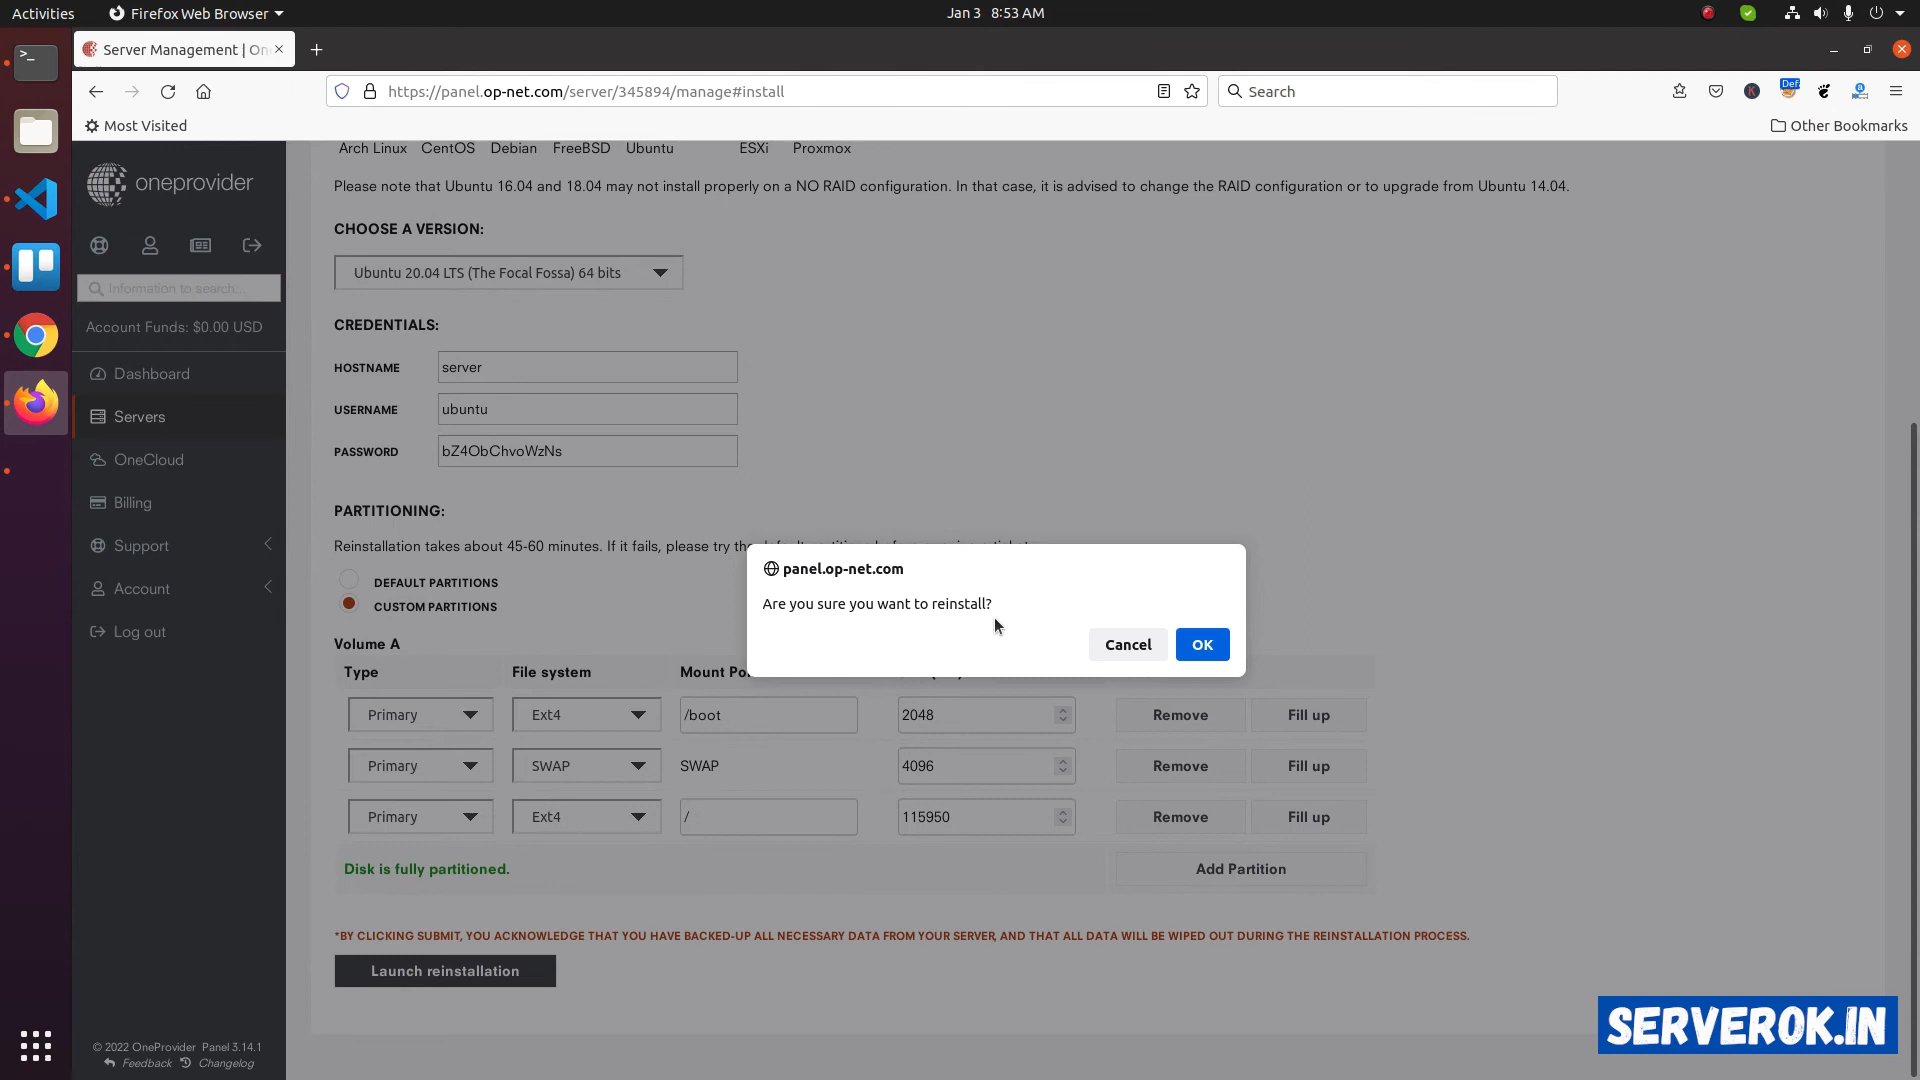 Activities
Firefox Web Browser
Jan 3 8:53 AM
Server Management | On
https://panel.op-net.com/server/345894/manage#install
Search
Def
Most Visited
Other Bookmarks
oneprovider
Information to search...
Account Funds: $0.00 USD
Dashboard
Servers
OneCloud
Billing
Support
Account
Log out
© 2022 OneProvider Panel 3.14.1
Feedback
Changelog
Arch Linux CentOS Debian FreeBSD Ubuntu ESXi Proxmox
Please note that Ubuntu 16.04 and 18.04 may not install properly on a NO RAID configuration. In that case, it is advised to change the RAID configuration or to upgrade from Ubuntu 14.04.
CHOOSE A VERSION:
Ubuntu 20.04 LTS (The Focal Fossa) 64 bits
CREDENTIALS:
HOSTNAME server
USERNAME ubuntu
PASSWORD bZ4ObChvoWzNs
PARTITIONING:
Reinstallation takes about 45-60 minutes. If it fails, please try the
DEFAULT PARTITIONS
CUSTOM PARTITIONS
panel.op-net.com
Are you sure you want to reinstall?
Cancel OK
Volume A
Type File system Mount Po
Primary Ext4 /boot 2048 Remove Fill up
Primary SWAP SWAP 4096 Remove Fill up
Primary Ext4 / 115950 Remove Fill up
Disk is fully partitioned. Add Partition
*BY CLICKING SUBMIT, YOU ACKNOWLEDGE THAT YOU HAVE BACKED-UP ALL NECESSARY DATA FROM YOUR SERVER, AND THAT ALL DATA WILL BE WIPED OUT DURING THE REINSTALLATION PROCESS.
Launch reinstallation
SERVEROK.IN